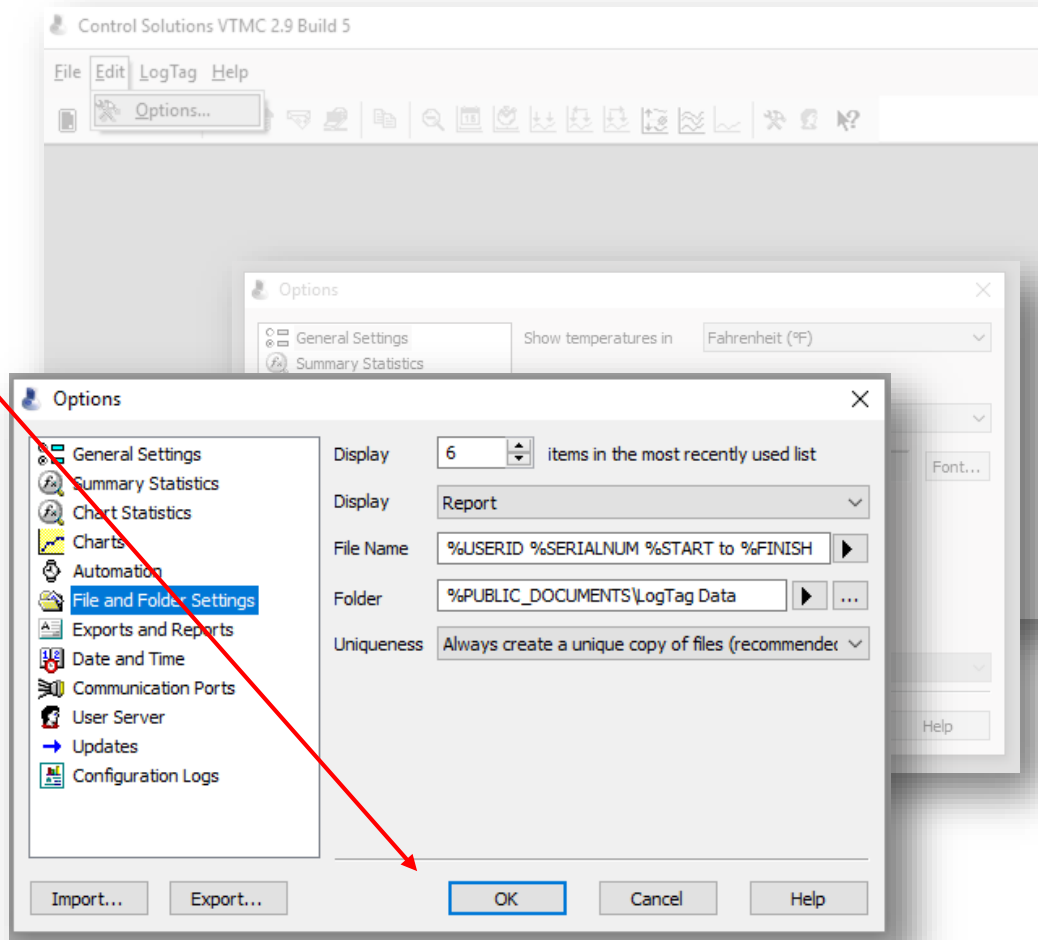 Control Solutions VTMC 2.9 Build 5
File Edit LogTag Help
Options...
Options
General Settings
Show temperatures in Fahrenheit (°F)
Summary Statistics
Font...
Help
Options
General Settings
Summary Statistics
Chart Statistics
Charts
Automation
File and Folder Settings
Exports and Reports
Date and Time
Communication Ports
User Server
Updates
Configuration Logs
Display 6 items in the most recently used list
Display Report
File Name %USERID %SERIALNUM %START to %FINISH
Folder %PUBLIC_DOCUMENTS\LogTag Data ...
Uniqueness Always create a unique copy of files (recommended
Import... Export... OK Cancel Help